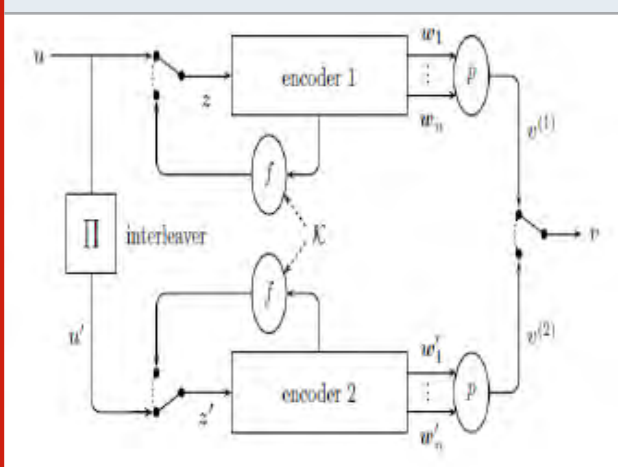 u
w₁
encoder 1
⋮
p
z
wₙ
v⁽¹⁾
f
Π interleaver
K
v
f
u′
v⁽²⁾
w′₁
encoder 2
⋮
p
z′
w′ₙ